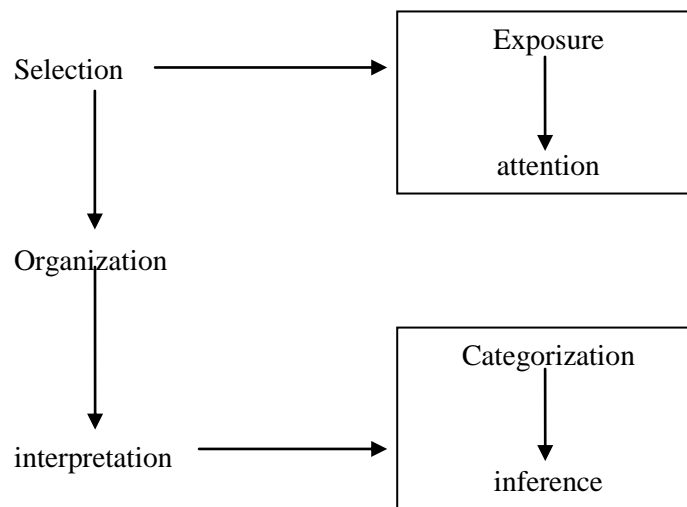 Exposure
Selection
attention
Organization
Categorization
interpretation
inference